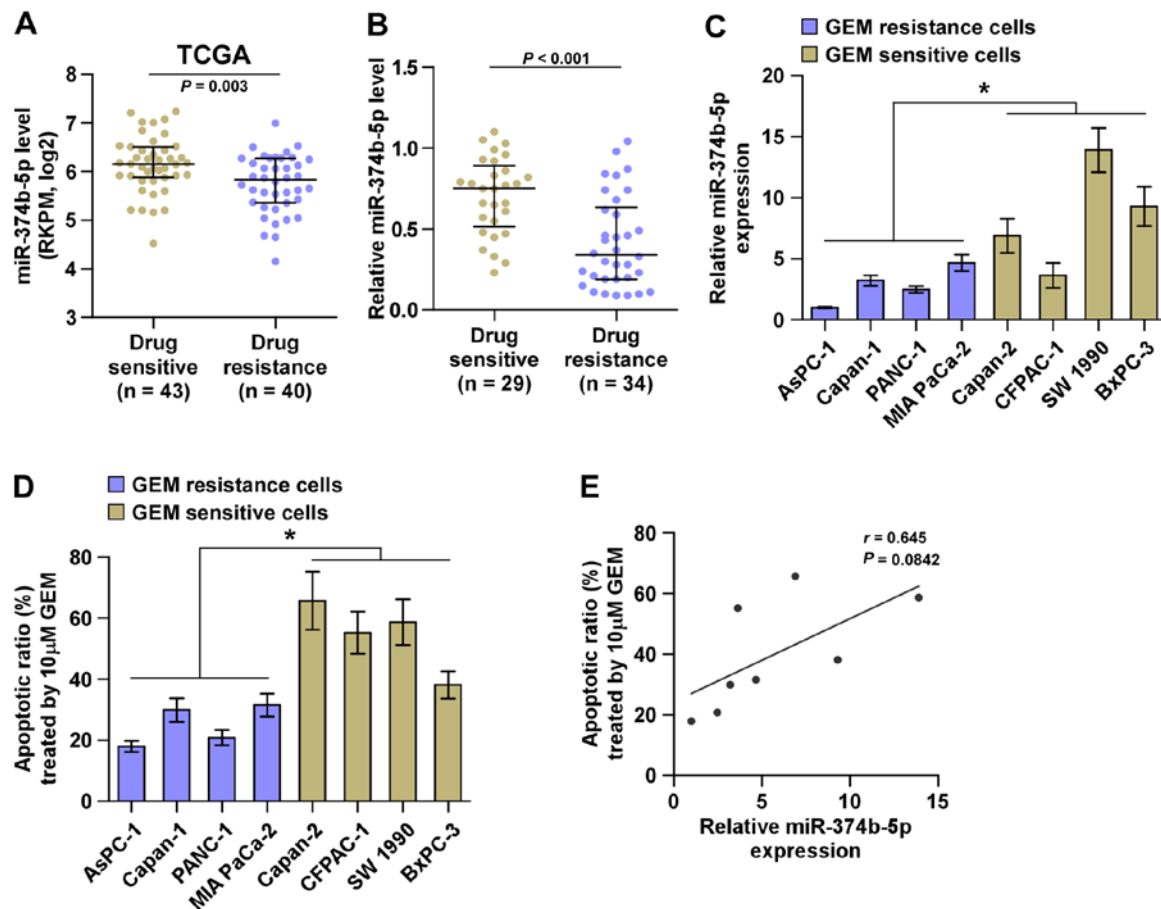 A
TCGA
P = 0.003
miR-374b-5p level
(RKPM, log2)
8
7
6
5
4
3
Drug
sensitive
(n = 43)
Drug
resistance
(n = 40)
B
P < 0.001
Relative miR-374b-5p level
1.5
1.0
0.5
0.0
Drug
sensitive
(n = 29)
Drug
resistance
(n = 34)
C
GEM resistance cells
GEM sensitive cells
*
Relative miR-374b-5p
expression
20
15
10
5
0
AsPC-1
Capan-1
PANC-1
MIA PaCa-2
Capan-2
CFPAC-1
SW 1990
BxPC-3
D
GEM resistance cells
GEM sensitive cells
*
Apoptotic ratio (%)
treated by 10μM GEM
80
60
40
20
0
AsPC-1
Capan-1
PANC-1
MIA PaCa-2
Capan-2
CFPAC-1
SW 1990
BxPC-3
E
r = 0.645
P = 0.0842
Apoptotic ratio (%)
treated by 10μM GEM
80
60
40
20
0
0 5 10 15
Relative miR-374b-5p
expression